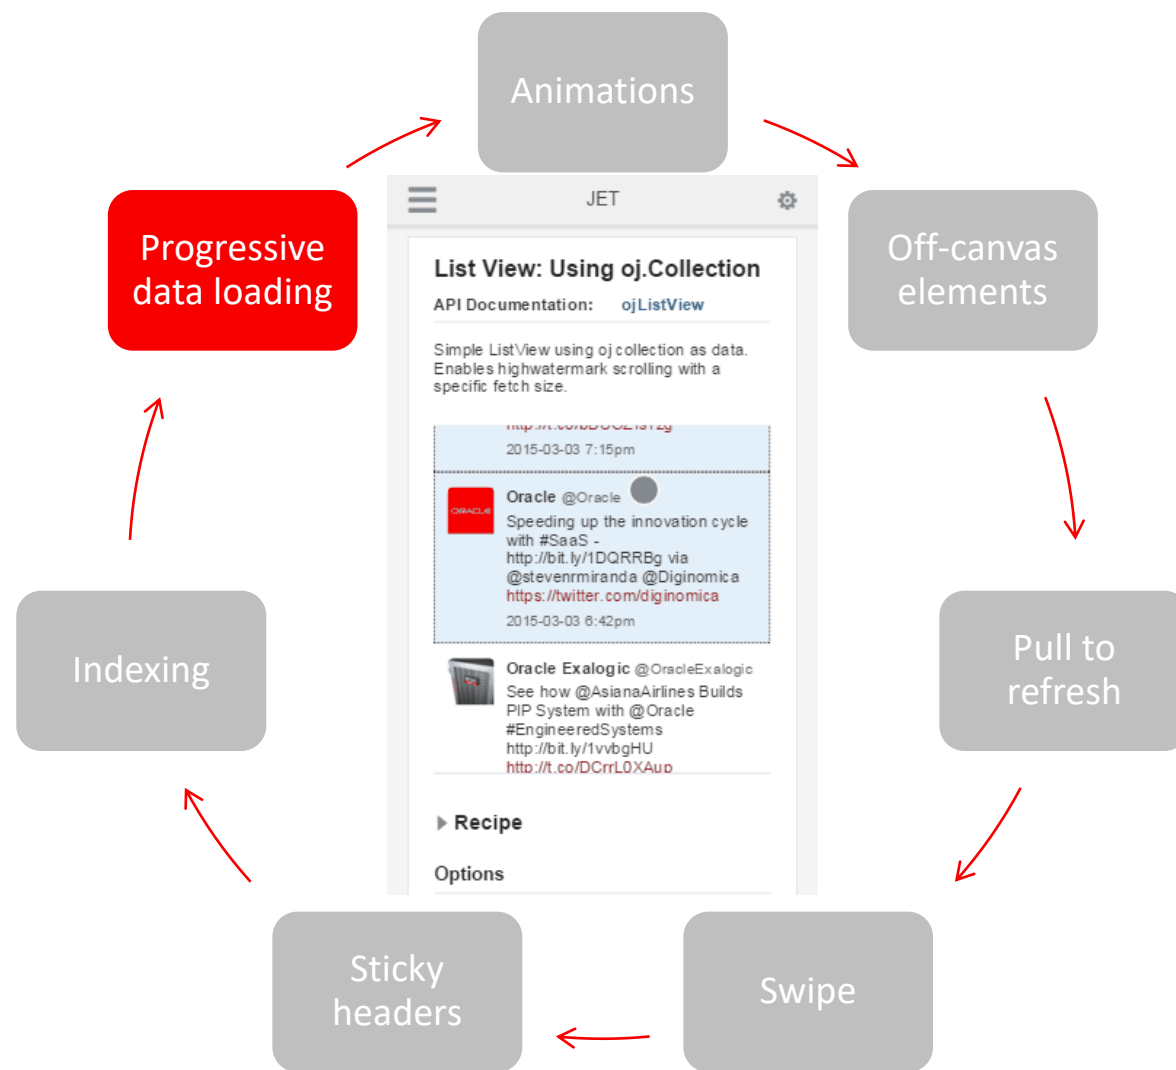 Animations
Progressive
data loading
Off-canvas
elements
JET
List View: Using oj.Collection
API Documentation: ojListView
Simple ListView using oj collection as data.
Enables highwatermark scrolling with a
specific fetch size.
2015-03-03 7:15pm
ORACLE
Oracle @Oracle
Speeding up the innovation cycle
with #SaaS -
http://bit.ly/1DQRRBg via
@stevenrmiranda @Diginomica
https://twitter.com/diginomica
2015-03-03 6:42pm
Indexing
Pull to
refresh
Oracle Exalogic @OracleExalogic
See how @AsianaAirlines Builds
PIP System with @Oracle
#EngineeredSystems
http://bit.ly/1vvbgHU
http://t.co/DCrrL0XAup
Recipe
Options
Sticky
headers
Swipe